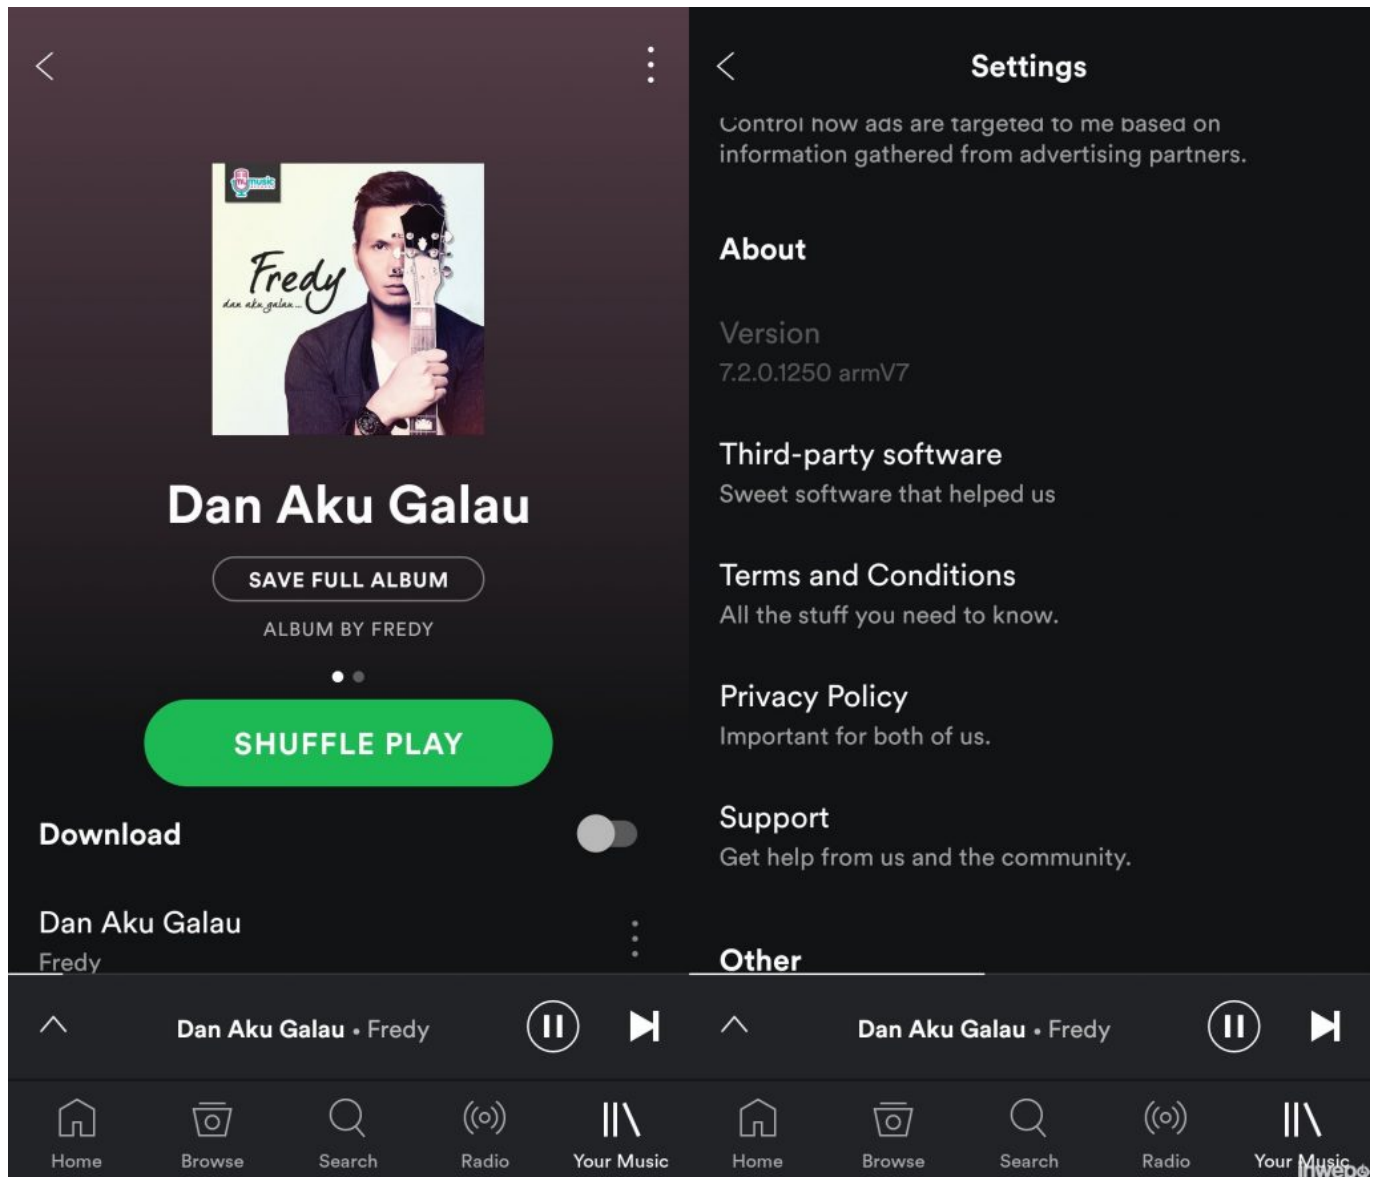 music
Fredy
dan aku galau...
Dan Aku Galau
SAVE FULL ALBUM
ALBUM BY FREDY
SHUFFLE PLAY
Download
Dan Aku Galau
Fredy
Dan Aku Galau • Fredy
Home
Browse
Search
Radio
Your Music
Settings
Control how ads are targeted to me based on
information gathered from advertising partners.
About
Version
7.2.0.1250 armV7
Third-party software
Sweet software that helped us
Terms and Conditions
All the stuff you need to know.
Privacy Policy
Important for both of us.
Support
Get help from us and the community.
Other
Dan Aku Galau • Fredy
Home
Browse
Search
Radio
Your Music